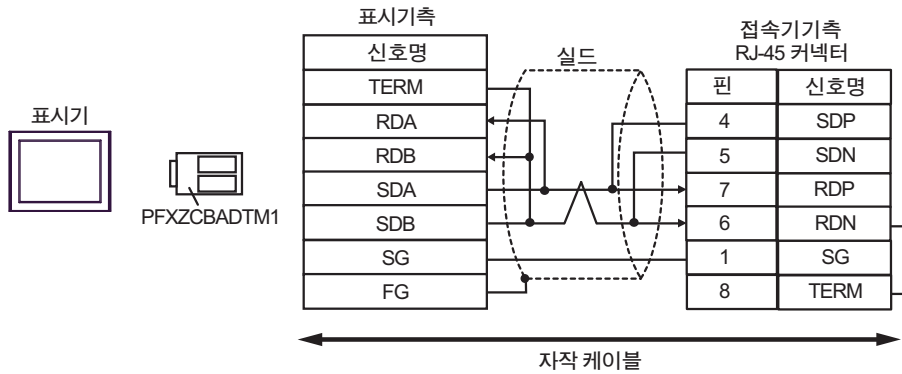 표시기
PFXZCBADTM1
표시기측
신호명
TERM
RDA
RDB
SDA
SDB
SG
FG
실드
접속기기측
RJ-45 커넥터
핀 신호명
4 SDP
5 SDN
7 RDP
6 RDN
1 SG
8 TERM
자작 케이블